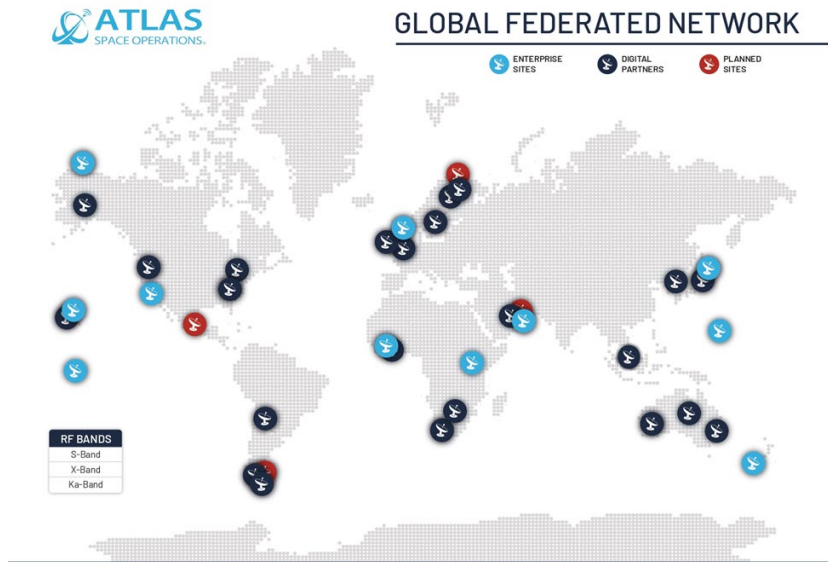 ATLAS
SPACE OPERATIONS.
GLOBAL FEDERATED NETWORK
ENTERPRISE
SITES
DIGITAL
PARTNERS
PLANNED
SITES
RF BANDS
S-Band
X-Band
Ka-Band